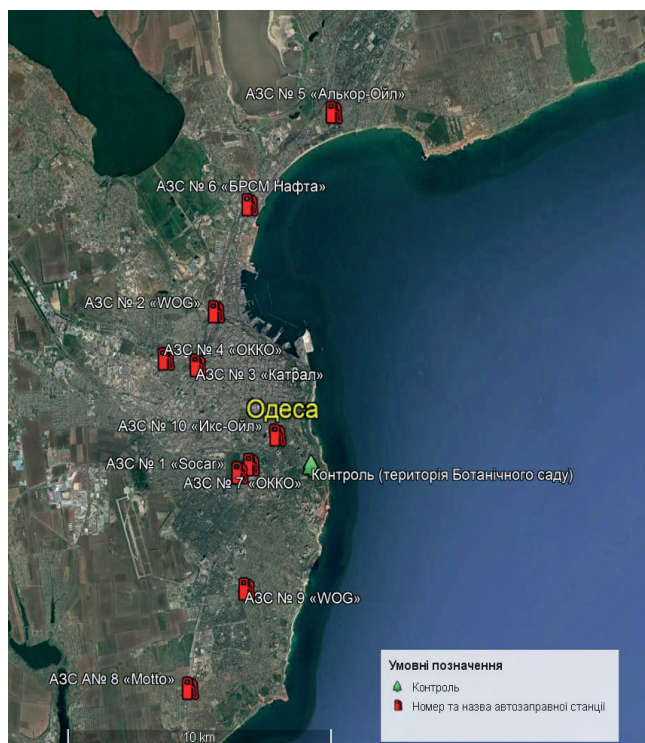 АЗС № 5 «Алькор-Ойл»
АЗС № 6 «БРСМ Нафта»
АЗС № 2 «WOG»
АЗС № 4 «ОККО»
АЗС № 3 «Катрал»
Одеса
АЗС № 10 «Икс-Ойл»
АЗС № 1 «Socar»
Контроль (територія Ботанічного саду)
АЗС № 7 «ОККО»
АЗС № 9 «WOG»
АЗС А№ 8 «Motto»
Умовні позначення
Контроль
Номер та назва автозаправної станції
10 км